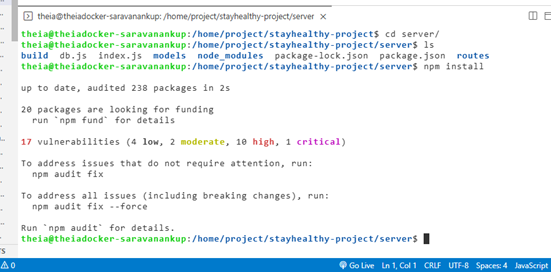 theia@theiadocker-saravanankup: /home/project/stayhealthy-project/server ×
theia@theiadocker-saravanankup:/home/project/stayhealthy-project$ cd server/
theia@theiadocker-saravanankup:/home/project/stayhealthy-project/server$ ls
build db.js index.js models node_modules package-lock.json package.json routes
theia@theiadocker-saravanankup:/home/project/stayhealthy-project/server$ npm install
up to date, audited 238 packages in 2s
20 packages are looking for funding
run `npm fund` for details
17 vulnerabilities (4 low, 2 moderate, 10 high, 1 critical)
To address issues that do not require attention, run:
npm audit fix
To address all issues (including breaking changes), run:
npm audit fix --force
Run `npm audit` for details.
theia@theiadocker-saravanankup:/home/project/stayhealthy-project/server$
0 Go Live Ln 1, Col 1 CRLF UTF-8 Spaces: 4 JavaScript